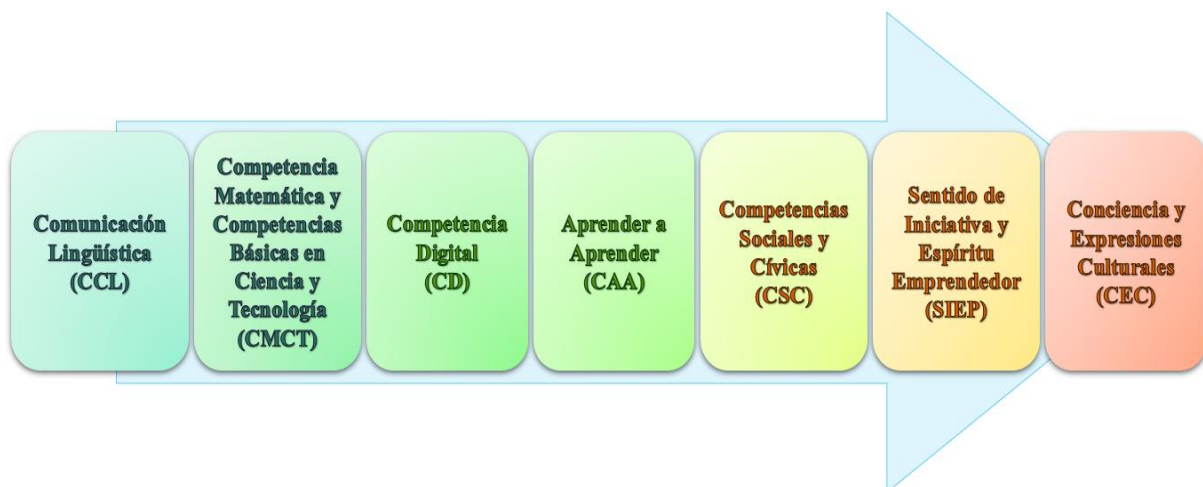 Comunicación
Lingüística
(CCL)
Competencia
Matemática y
Competencias
Básicas en
Ciencia y
Tecnología
(CMCT)
Competencia
Digital
(CD)
Aprender a
Aprender
(CAA)
Competencias
Sociales y
Cívicas
(CSC)
Sentido de
Iniciativa y
Espíritu
Emprendedor
(SIEP)
Conciencia y
Expresiones
Culturales
(CEC)